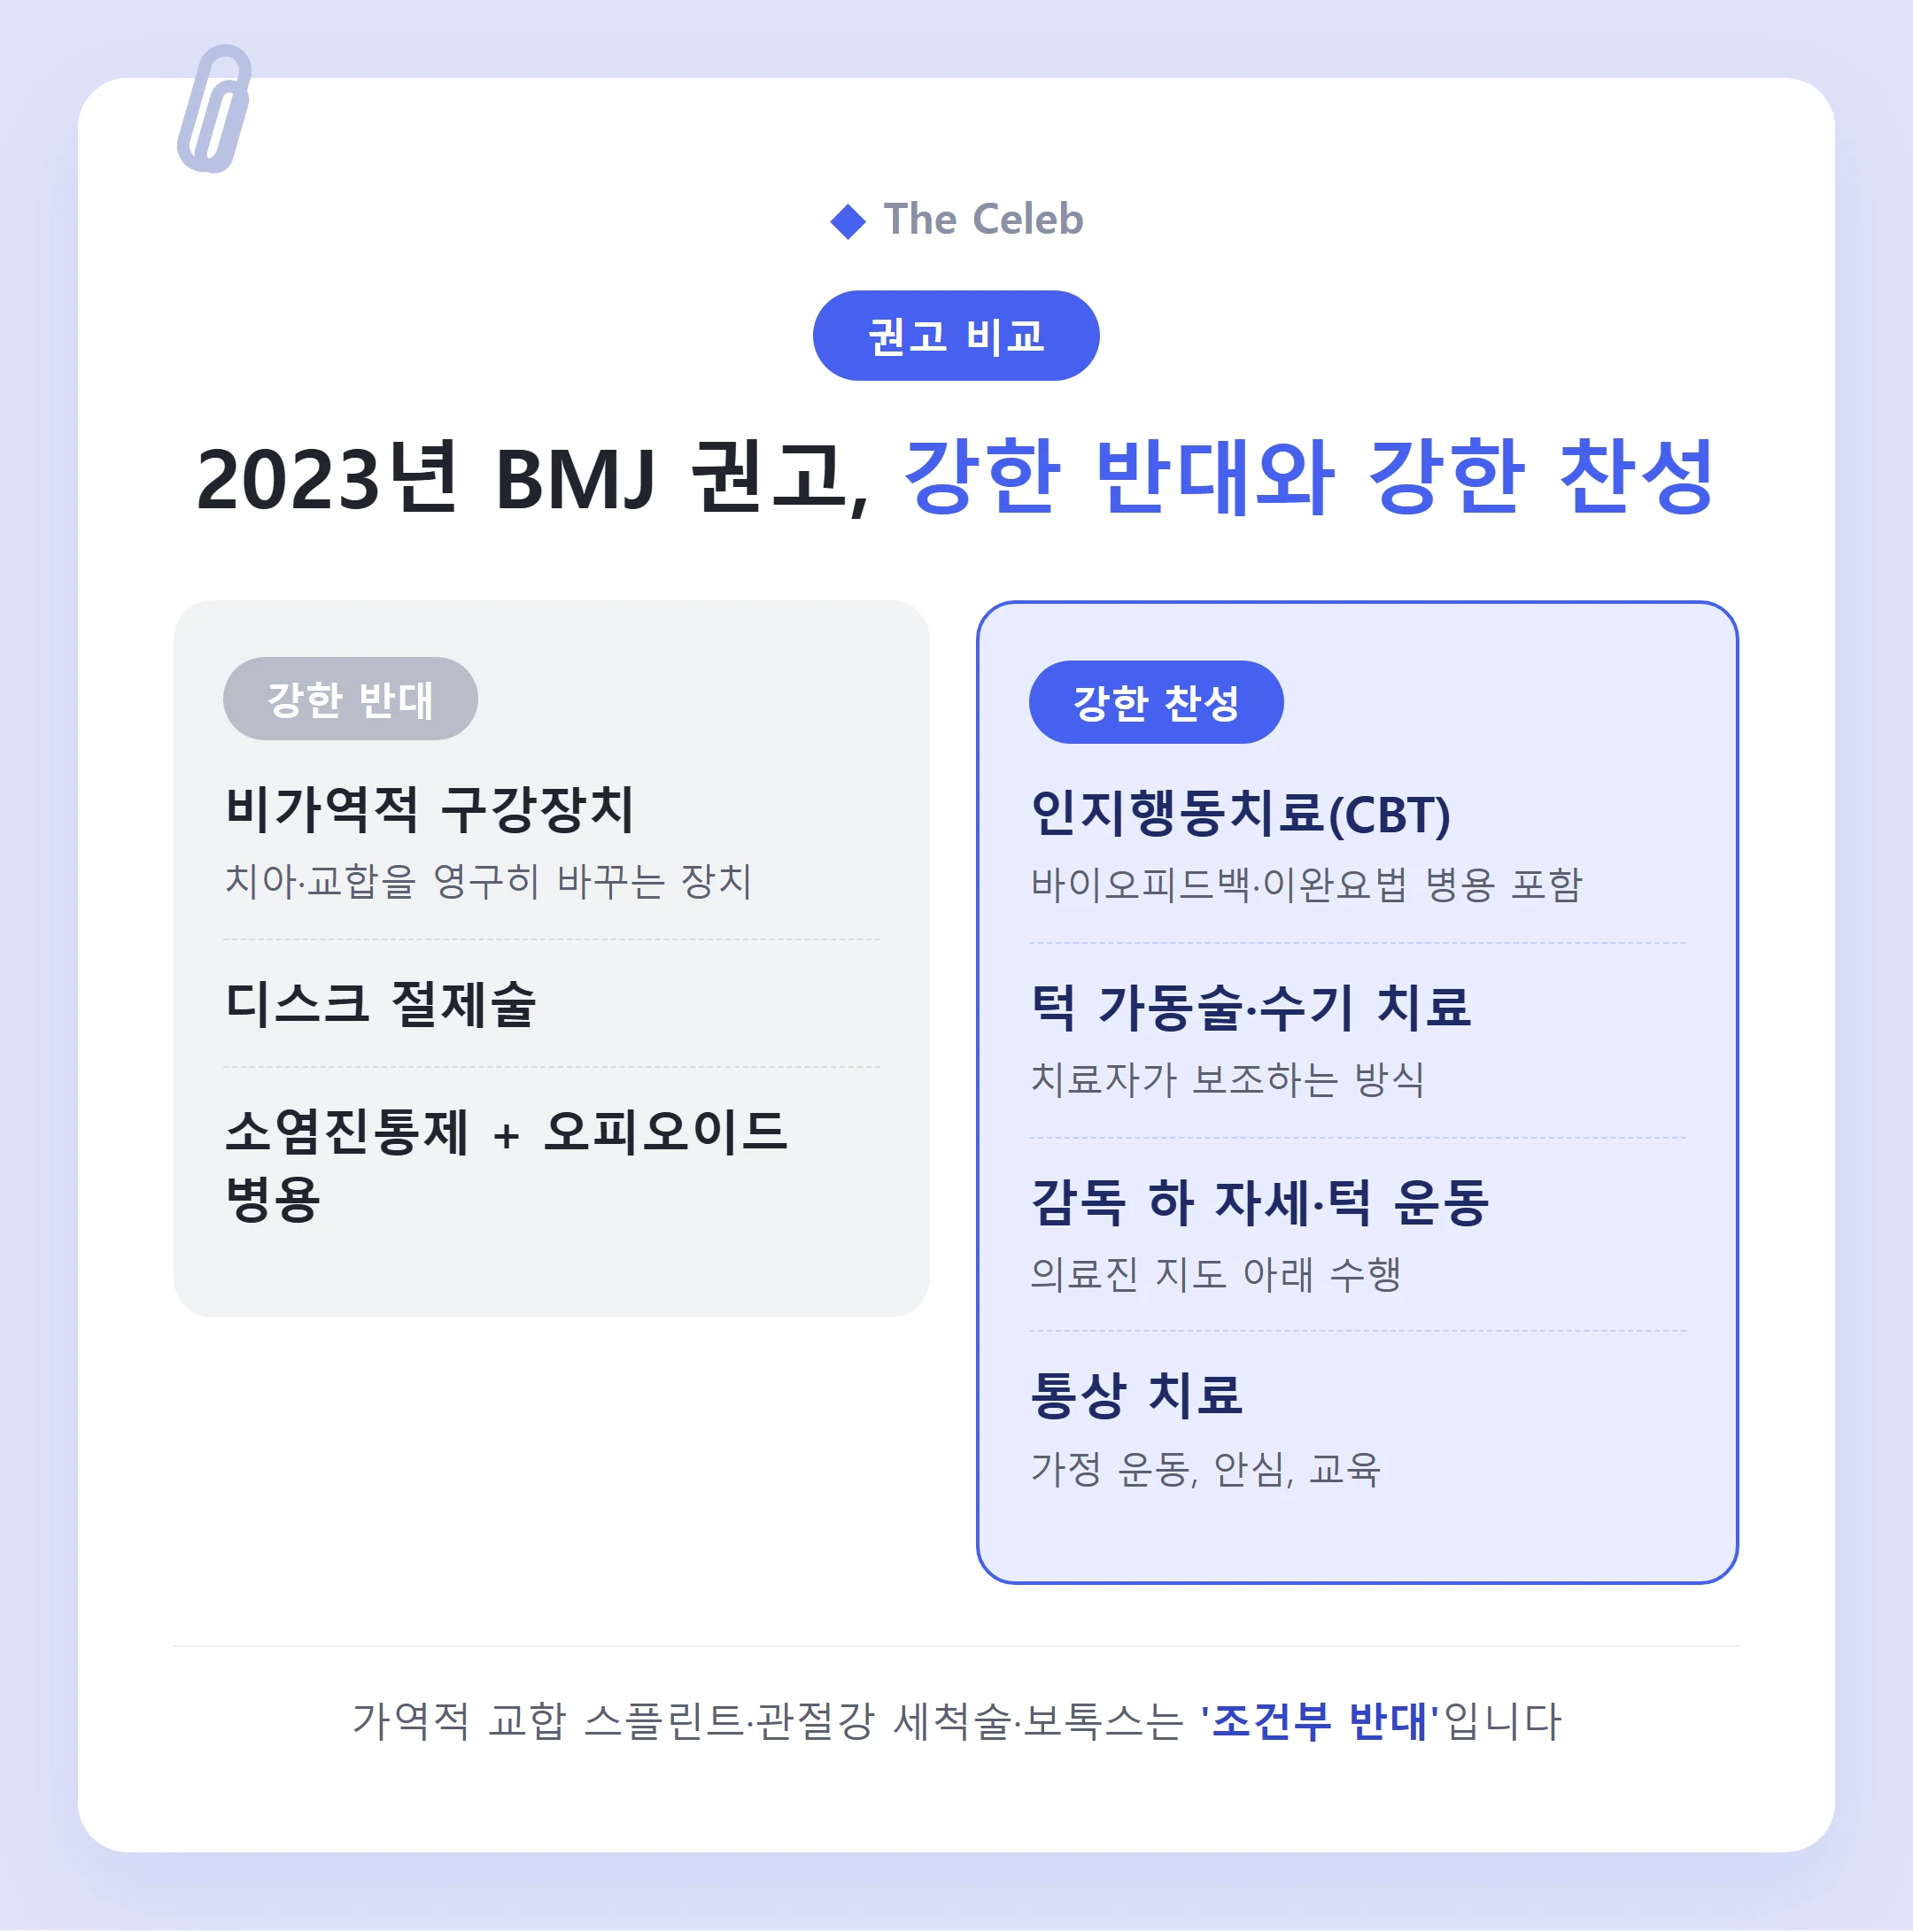 The Celeb
권고 비교
2023년 BMJ 권고, 강한 반대와 강한 찬성
강한 반대
비가역적 구강장치
치아·교합을 영구히 바꾸는 장치
디스크 절제술
소염진통제 + 오피오이드
병용
강한 찬성
인지행동치료(CBT)
바이오피드백·이완요법 병용 포함
턱 가동술·수기 치료
치료자가 보조하는 방식
감독 하 자세·턱 운동
의료진 지도 아래 수행
통상 치료
가정 운동, 안심, 교육
가역적 교합 스플린트·관절강 세척술·보톡스는 '조건부 반대'입니다